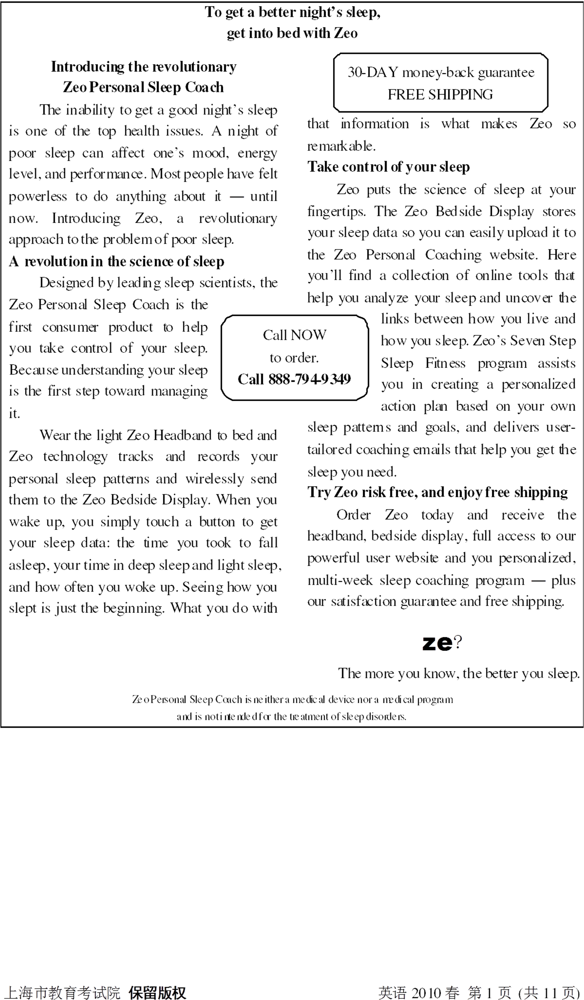 To get a better night's sleep,
get into bed with Zeo
Introducing the revolutionary
Zeo Personal Sleep Coach
The inability to get a good night's sleep
is one of the top health issues. A night of
poor sleep can affect one's mood, energy
level, and performance. Most people have felt
powerless to do anything about it — until
now. Introducing Zeo, a revolutionary
approach to the problem of poor sleep.
A revolution in the science of sleep
Designed by leading sleep scientists, the
Zeo Personal Sleep Coach is the
first consumer product to help
you take control of your sleep.
Because understanding your sleep
is the first step toward managing
it.
Wear the light Zeo Headband to bed and
Zeo technology tracks and records your
personal sleep patterns and wirelessly send
them to the Zeo Bedside Display. When you
wake up, you simply touch a button to get
your sleep data: the time you took to fall
asleep, your time in deep sleep and light sleep,
and how often you woke up. Seeing how you
slept is just the beginning. What you do with
30-DAY money-back guarantee
FREE SHIPPING
that information is what makes Zeo so
remarkable.
Take control of your sleep
Zeo puts the science of sleep at your
fingertips. The Zeo Bedside Display stores
your sleep data so you can easily upload it to
the Zeo Personal Coaching website. Here
you'll find a collection of online tools that
help you analyze your sleep and uncover the
links between how you live and
how you sleep. Zeo's Seven Step
Sleep Fitness program assists
you in creating a personalized
action plan based on your own
sleep patterns and goals, and delivers user-
tailored coaching emails that help you get the
sleep you need.
Call NOW
to order.
Call 888-794-9349
Try Zeo risk free, and enjoy free shipping
Order Zeo today and receive the
headband, bedside display, full access to our
powerful user website and you personalized,
multi-week sleep coaching program — plus
our satisfaction guarantee and free shipping.
ze?
The more you know, the better you sleep.
Zeo Personal Sleep Coach is neither a medical device nor a medical program
and is not intended for the treatment of sleep disorders.
上海市教育考试院 保留版权
英语 2010 春 第 1 页 (共 11 页)